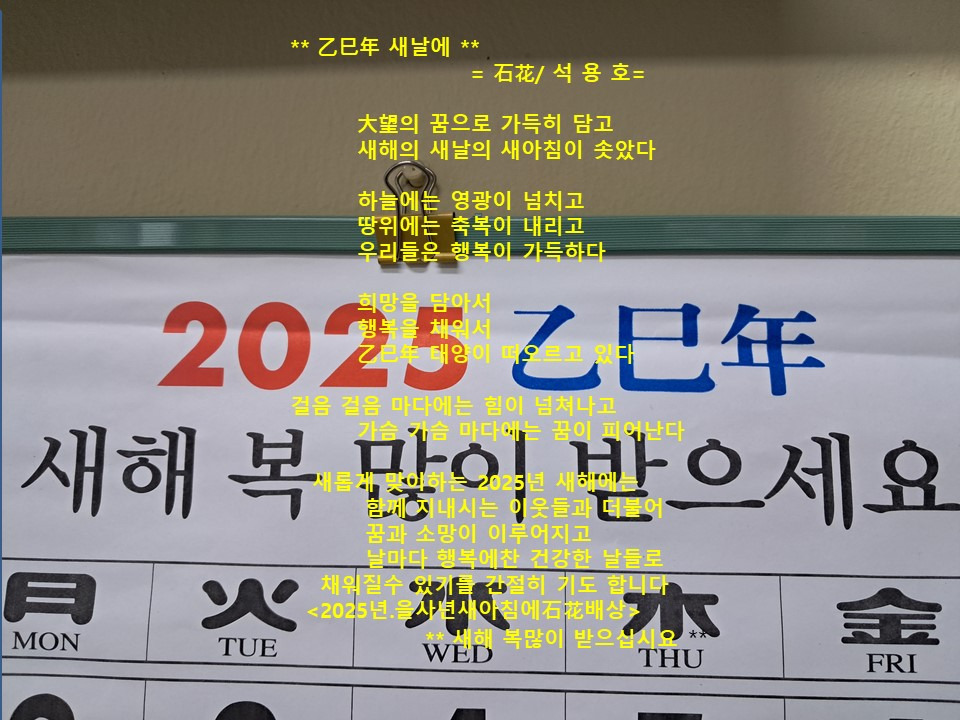 ** 乙巳年 새날에 **
= 石花/ 석 용 호=
大望의 꿈으로 가득히 담고
새해의 새날의 새아침이 솟았다
하늘에는 영광이 넘치고
땅위에는 축복이 내리고
우리들은 행복이 가득하다
희망을 담아서
행복을 채워서
乙巳年 태양이 떠오르고 있다
2025 乙巳年
걸음 걸음 마다에는 힘이 넘쳐나고
가슴 가슴 마다에는 꿈이 피어난다
새해 복 많이 받으세요
새롭게 맞이하는 2025년 새해에는
함께 지내시는 이웃들과 더불어
꿈과 소망이 이루어지고
날마다 행복에찬 건강한 날들로
채워질수 있기를 간절히 기도 합니다
<2025년.을사년새아침에石花배상>
** 새해 복많이 받으십시요 **
月 火 水 木 金
MON TUE WED THU FRI